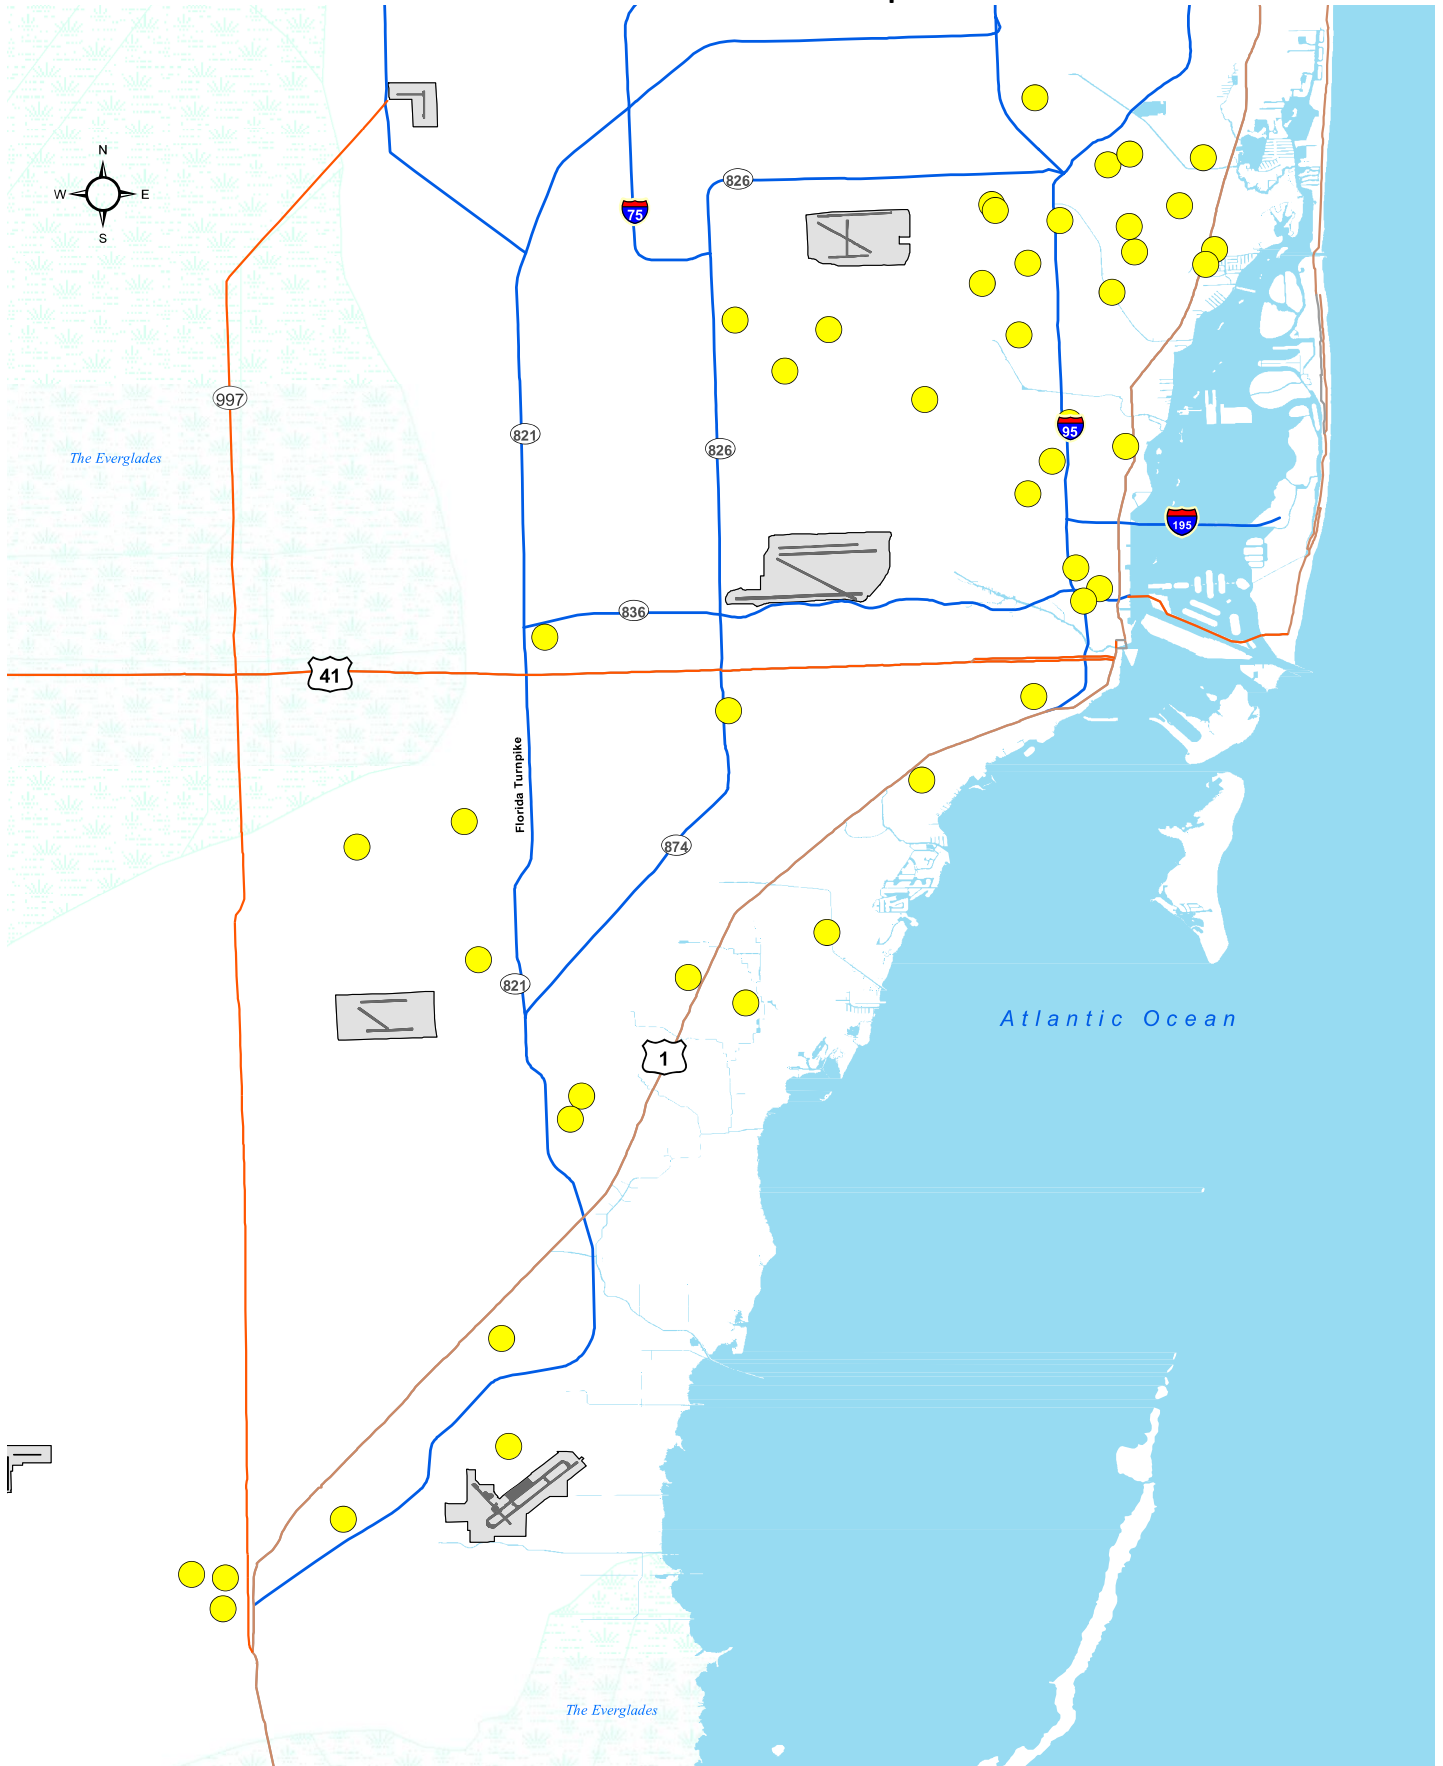 N
W E
S
826
75
997
821
95
826
The Everglades
195
836
41
Florida Turnpike
874
821
Atlantic Ocean
1
The Everglades